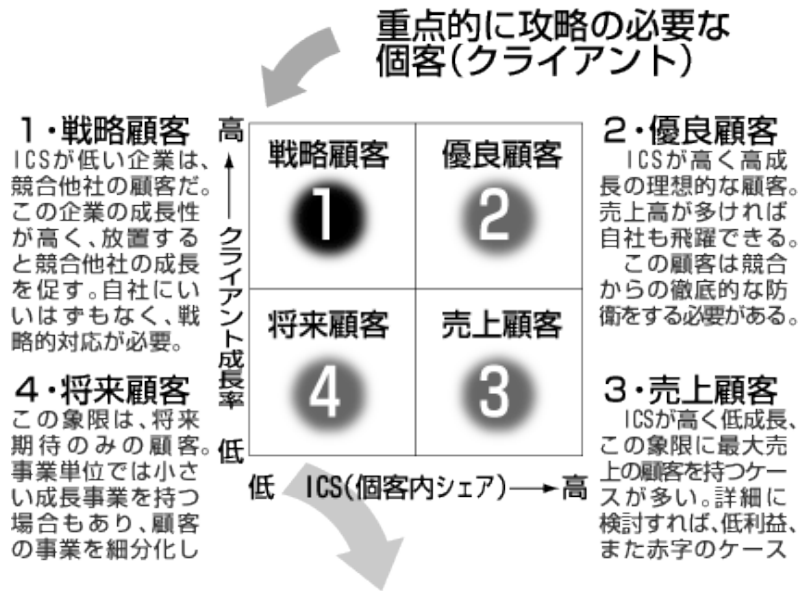 重点的に攻略の必要な
個客（クライアント）
1・戦略顧客
ICSが低い企業は、
競合他社の顧客だ。
この企業の成長性
が高く、放置する
と競合他社の成長
を促す。自社にい
いはずもなく、戦
略的対応が必要。
4・将来顧客
この象限は、将来
期待のみの顧客。
事業単位では小さ
い成長事業を持つ
場合もあり、顧客
の事業を細分化し
高
クライアント成長率
低
戦略顧客
1
優良顧客
2
将来顧客
4
売上顧客
3
低 ICS(個客内シェア) 高
2・優良顧客
ICSが高く高成
長の理想的な顧客。
売上高が多ければ
自社も飛躍できる。
この顧客は競合
からの徹底的な防
衛をする必要がある。
3・売上顧客
ICSが高く低成長、
この象限に最大売
上の顧客を持つケー
スが多い。詳細に
検討すれば、低利益、
また赤字のケース